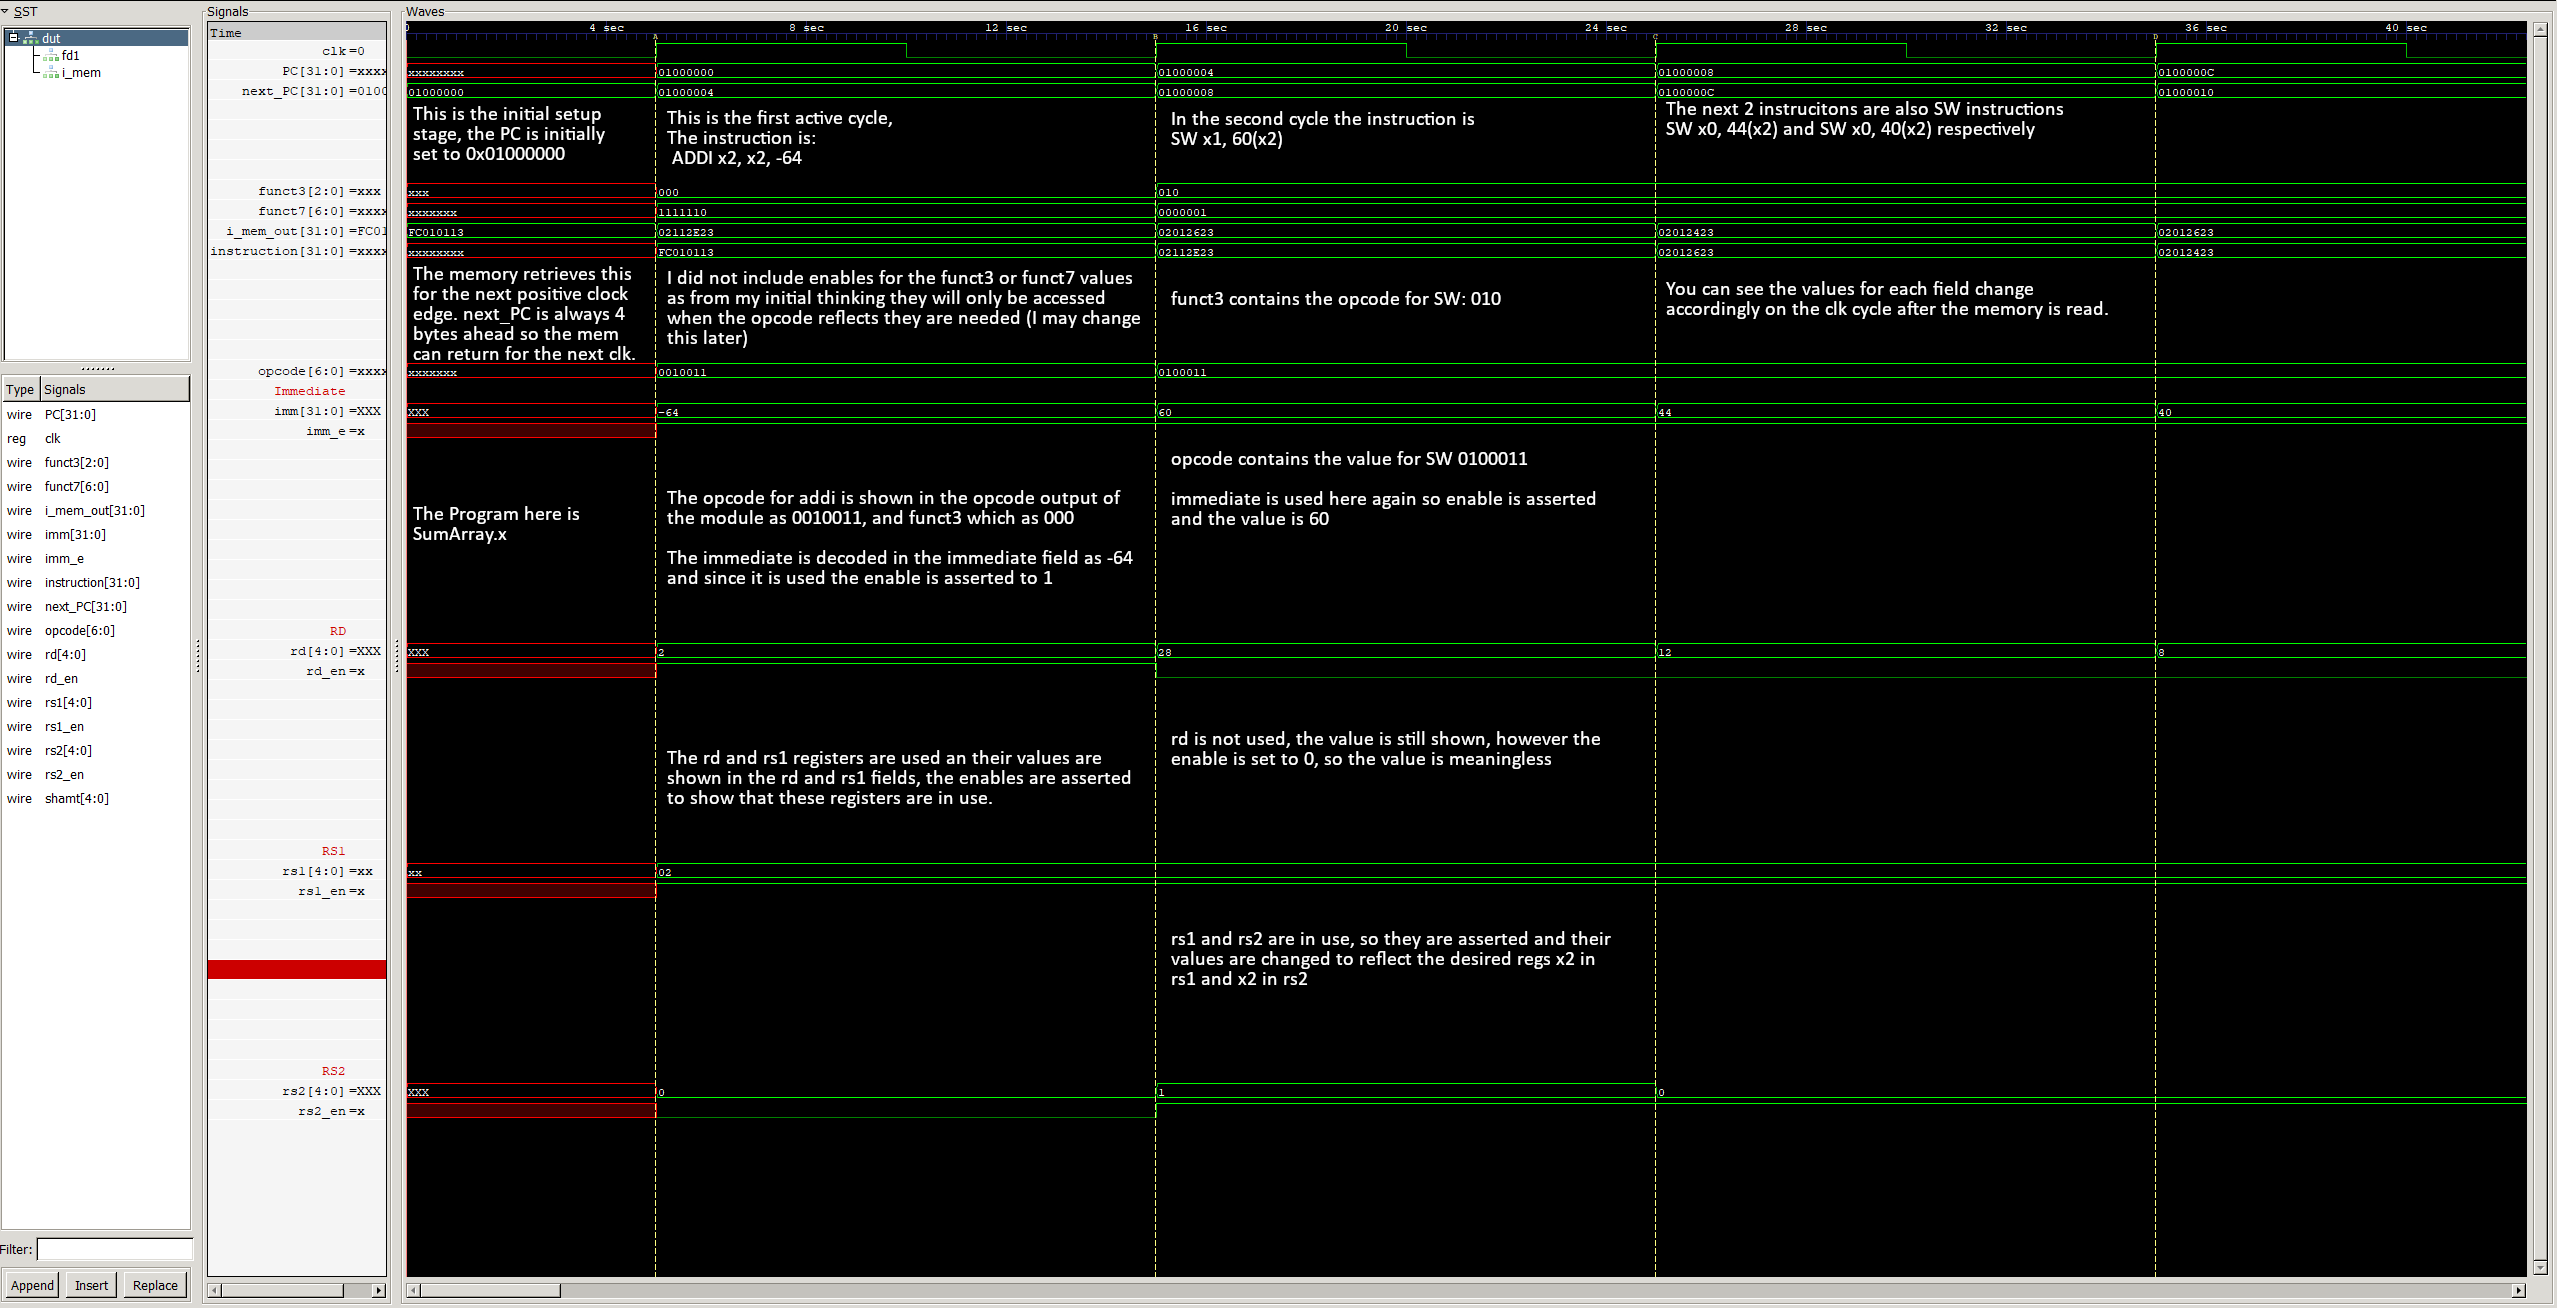 SST
dut
fd1
i_mem
Type Signals
wire PC[31:0]
reg clk
wire funct3[2:0]
wire funct7[6:0]
wire i_mem_out[31:0]
wire imm[31:0]
wire imm_e
wire instruction[31:0]
wire next_PC[31:0]
wire opcode[6:0]
wire rd[4:0]
wire rd_en
wire rs1[4:0]
wire rs1_en
wire rs2[4:0]
wire rs2_en
wire shamt[4:0]
Filter:
Append Insert Replace
Signals
Time
clk=0
PC[31:0]=xxxx
next_PC[31:0]=0100
funct3[2:0]=xxx
funct7[6:0]=xxxx
i_mem_out[31:0]=FC01
instruction[31:0]=xxxx
opcode[6:0]=xxxx
Immediate
imm[31:0]=XXX
imm_e=x
RD
rd[4:0]=XXX
rd_en=x
RS1
rs1[4:0]=xx
rs1_en=x
RS2
rs2[4:0]=XXX
rs2_en=x
Waves
0 4 sec 8 sec 12 sec 16 sec 20 sec 24 sec 28 sec 32 sec 36 sec 40 sec
A B C D
xxxxxxxx 01000000 01000004 01000008 0100000C
01000000 01000004 01000008 0100000C 01000010
This is the initial setup
stage, the PC is initially
set to 0x01000000
This is the first active cycle,
The instruction is:
ADDI x2, x2, -64
In the second cycle the instruction is
SW x1, 60(x2)
The next 2 instrucitons are also SW instructions
SW x0, 44(x2) and SW x0, 40(x2) respectively
xxx 000 010
xxxxxxx 1111110 0000001
FC010113 02112E23 02012623 02012423 02012623
xxxxxxxx FC010113 02112E23 02012623 02012423
The memory retrieves this
for the next positive clock
edge. next_PC is always 4
bytes ahead so the mem
can return for the next clk.
I did not include enables for the funct3 or funct7 values
as from my initial thinking they will only be accessed
when the opcode reflects they are needed (I may change
this later)
funct3 contains the opcode for SW: 010
You can see the values for each field change
accordingly on the clk cycle after the memory is read.
xxxxxxx 0010011 0100011
XXX -64 60 44 40
The Program here is
SumArray.x
The opcode for addi is shown in the opcode output of
the module as 0010011, and funct3 which as 000
The immediate is decoded in the immediate field as -64
and since it is used the enable is asserted to 1
opcode contains the value for SW 0100011
immediate is used here again so enable is asserted
and the value is 60
XXX 2 28 12 8
The rd and rs1 registers are used an their values are
shown in the rd and rs1 fields, the enables are asserted
to show that these registers are in use.
rd is not used, the value is still shown, however the
enable is set to 0, so the value is meaningless
xx 02
rs1 and rs2 are in use, so they are asserted and their
values are changed to reflect the desired regs x2 in
rs1 and x2 in rs2
XXX 0 1 0